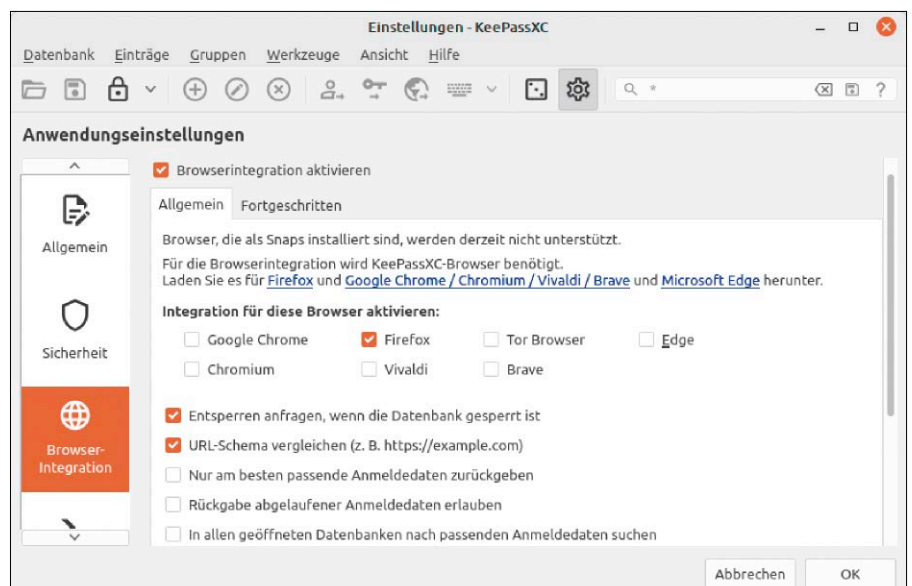 Einstellungen - KeePassXC
Datenbank Einträge Gruppen Werkzeuge Ansicht Hilfe
*
?
Anwendungseinstellungen
Allgemein
Sicherheit
Browser-
Integration
Browserintegration aktivieren
Allgemein Fortgeschritten
Browser, die als Snaps installiert sind, werden derzeit nicht unterstützt.
Für die Browserintegration wird KeePassXC-Browser benötigt.
Laden Sie es für Firefox und Google Chrome / Chromium / Vivaldi / Brave und Microsoft Edge herunter.
Integration für diese Browser aktivieren:
Google Chrome Firefox Tor Browser Edge
Chromium Vivaldi Brave
Entsperren anfragen, wenn die Datenbank gesperrt ist
URL-Schema vergleichen (z. B. https://example.com)
Nur am besten passende Anmeldedaten zurückgeben
Rückgabe abgelaufener Anmeldedaten erlauben
In allen geöffneten Datenbanken nach passenden Anmeldedaten suchen
Abbrechen OK